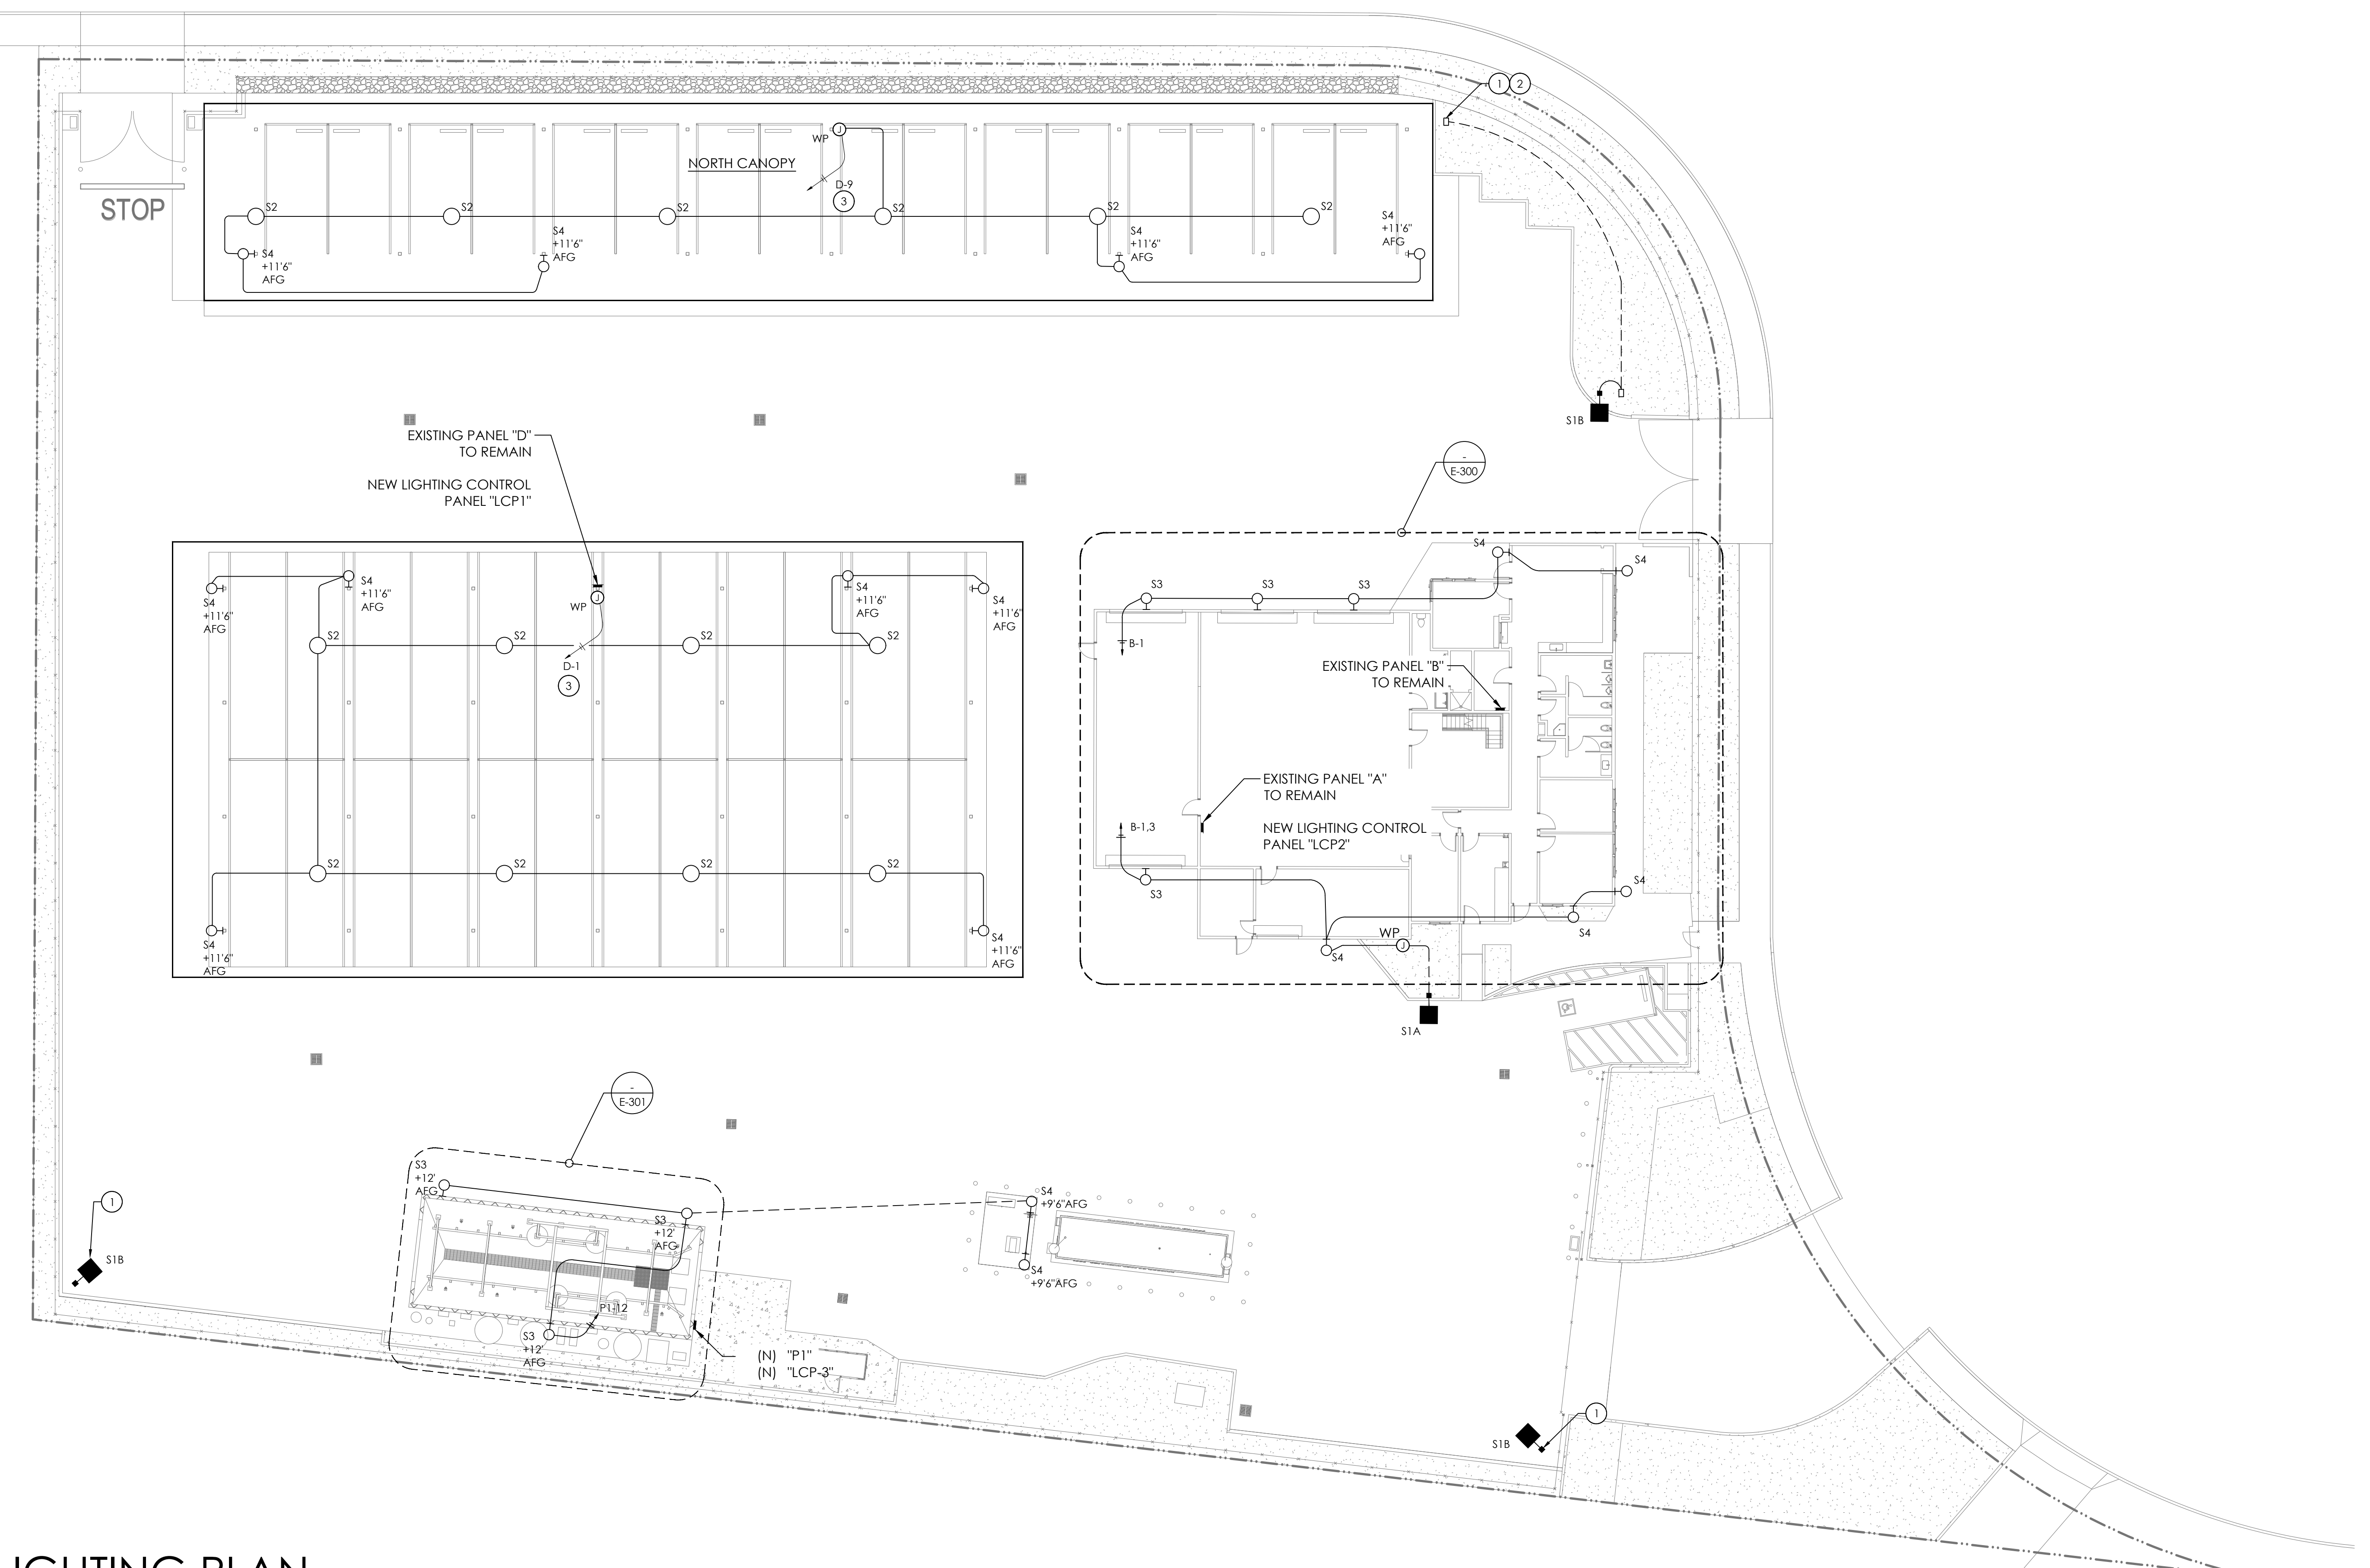 1
2
WP
J
NORTH CANOPY
D-9
3
STOP
S2
S2
S2
S2
S2
S2
S4
+11'6"
AFG
S4
+11'6"
AFG
S4
+11'6"
AFG
S4
+11'6"
AFG
S1B
EXISTING PANEL "D"
TO REMAIN
NEW LIGHTING CONTROL
PANEL "LCP1"
-
E-300
S4
+11'6"
AFG
S4
+11'6"
AFG
J
WP
S4
+11'6"
AFG
S4
+11'6"
AFG
S2
S2
S2
S2
D-1
3
S2
S2
S2
S2
S4
+11'6"
AFG
S4
+11'6"
AFG
S3
S3
S3
S4
S4
B-1
EXISTING PANEL "B"
TO REMAIN
EXISTING PANEL "A"
TO REMAIN
NEW LIGHTING CONTROL
PANEL "LCP2"
B-1,3
S3
S4
WP
J
S4
S4
S1A
-
E-301
1
S1B
S3
+12'
AFG
S3
+12'
AFG
S4
+9'6"AFG
S4
+9'6"AFG
P1-12
S3
+12'
AFG
(N) "P1"
(N) "LCP-3"
1
S1B
IGHTING PLAN